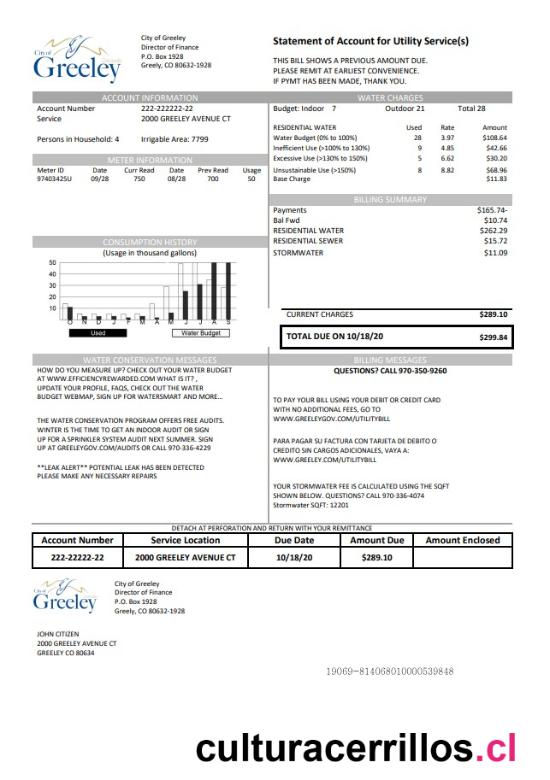 City of
Greeley
City of Greeley
Director of Finance
P.O. Box 1928
Greely, CO 80632-1928
Statement of Account for Utility Service(s)
THIS BILL SHOWS A PREVIOUS AMOUNT DUE.
PLEASE REMIT AT EARLIEST CONVENIENCE.
IF PYMT HAS BEEN MADE, THANK YOU.
ACCOUNT INFORMATION
Account Number 222-222222-22
Service 2000 GREELEY AVENUE CT
Persons in Household: 4 Irrigable Area: 7799
METER INFORMATION
Meter ID Date Curr Read Date Prev Read Usage
97403425U 09/28 750 08/28 700 50
WATER CHARGES
Budget: Indoor 7 Outdoor 21 Total 28
RESIDENTIAL WATER Used Rate Amount
Water Budget (0% to 100%) 28 3.97 $108.64
Inefficient Use (>100% to 130%) 9 4.85 $42.66
Excessive Use (>130% to 150%) 5 6.62 $30.20
Unsustainable Use (>150%) 8 8.82 $68.96
Base Charge $11.83
BILLING SUMMARY
Payments $165.74-
Bal Fwd $10.74
RESIDENTIAL WATER $262.29
RESIDENTIAL SEWER $15.72
STORMWATER $11.09
CONSUMPTION HISTORY
(Usage in thousand gallons)
50
40
30
20
10
O N D J F M A M J J A S
Used Water Budget
CURRENT CHARGES $289.10
TOTAL DUE ON 10/18/20 $299.84
WATER CONSERVATION MESSAGES
HOW DO YOU MEASURE UP? CHECK OUT YOUR WATER BUDGET
AT WWW.EFFICIENCYREWARDED.COM WHAT IS IT? ,
UPDATE YOUR PROFILE, FAQS, CHECK OUT THE WATER
BUDGET WEBMAP, SIGN UP FOR WATERSMART AND MORE...
THE WATER CONSERVATION PROGRAM OFFERS FREE AUDITS.
WINTER IS THE TIME TO GET AN INDOOR AUDIT OR SIGN
UP FOR A SPRINKLER SYSTEM AUDIT NEXT SUMMER. SIGN
UP AT GREELEYGOV.COM/AUDITS OR CALL 970-336-4229
**LEAK ALERT** POTENTIAL LEAK HAS BEEN DETECTED
PLEASE MAKE ANY NECESSARY REPAIRS
BILLING MESSAGES
QUESTIONS? CALL 970-350-9260
TO PAY YOUR BILL USING YOUR DEBIT OR CREDIT CARD
WITH NO ADDITIONAL FEES, GO TO
WWW.GREELEYGOV.COM/UTILITYBILL
PARA PAGAR SU FACTURA CON TARJETA DE DEBITO O
CREDITO SIN CARGOS ADICIONALES, VAYA A:
WWW.GREELEY.COM/UTILITYBILL
YOUR STORMWATER FEE IS CALCULATED USING THE SQFT
SHOWN BELOW. QUESTIONS? CALL 970-336-4074
Stormwater SQFT: 12201
DETACH AT PERFORATION AND RETURN WITH YOUR REMITTANCE
Account Number Service Location Due Date Amount Due Amount Enclosed
222-22222-22 2000 GREELEY AVENUE CT 10/18/20 $289.10
City of
Greeley
City of Greeley
Director of Finance
P.O. Box 1928
Greely, CO 80632-1928
JOHN CITIZEN
2000 GREELEY AVENUE CT
GREELEY CO 80634
19069-814068010000539848
culturacerrillos.cl